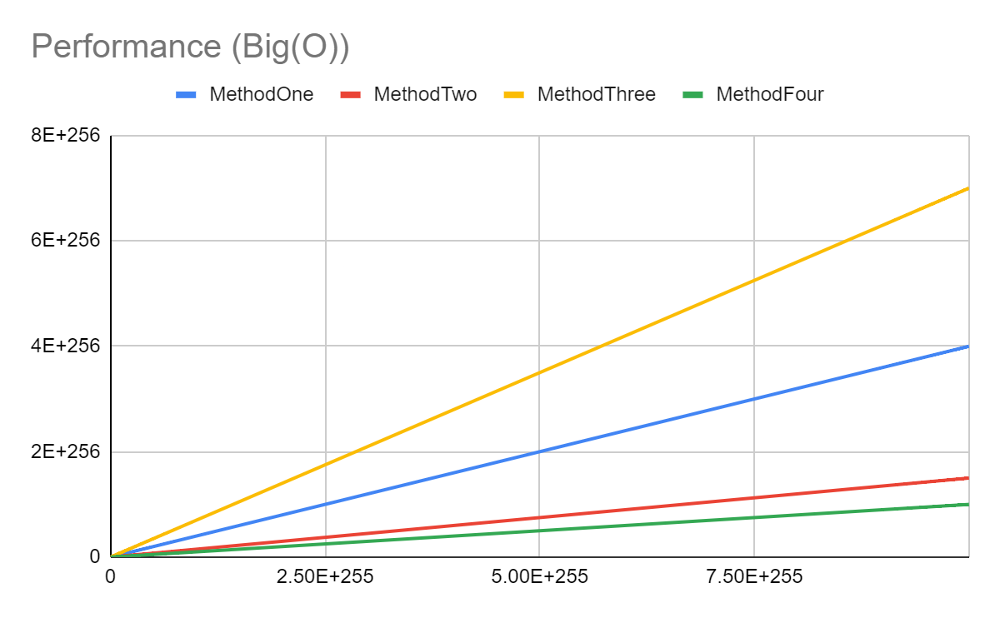 Performance (Big(O))
MethodOne MethodTwo MethodThree MethodFour
8E+256
6E+256
4E+256
2E+256
0
0 2.50E+255 5.00E+255 7.50E+255